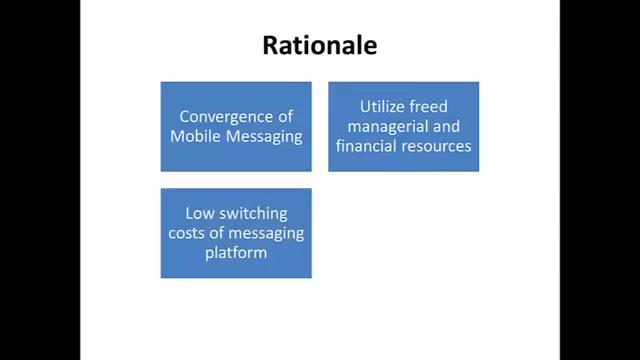 Rationale
Convergence of
Mobile Messaging
Utilize freed
managerial and
financial resources
Low switching
costs of messaging
platform